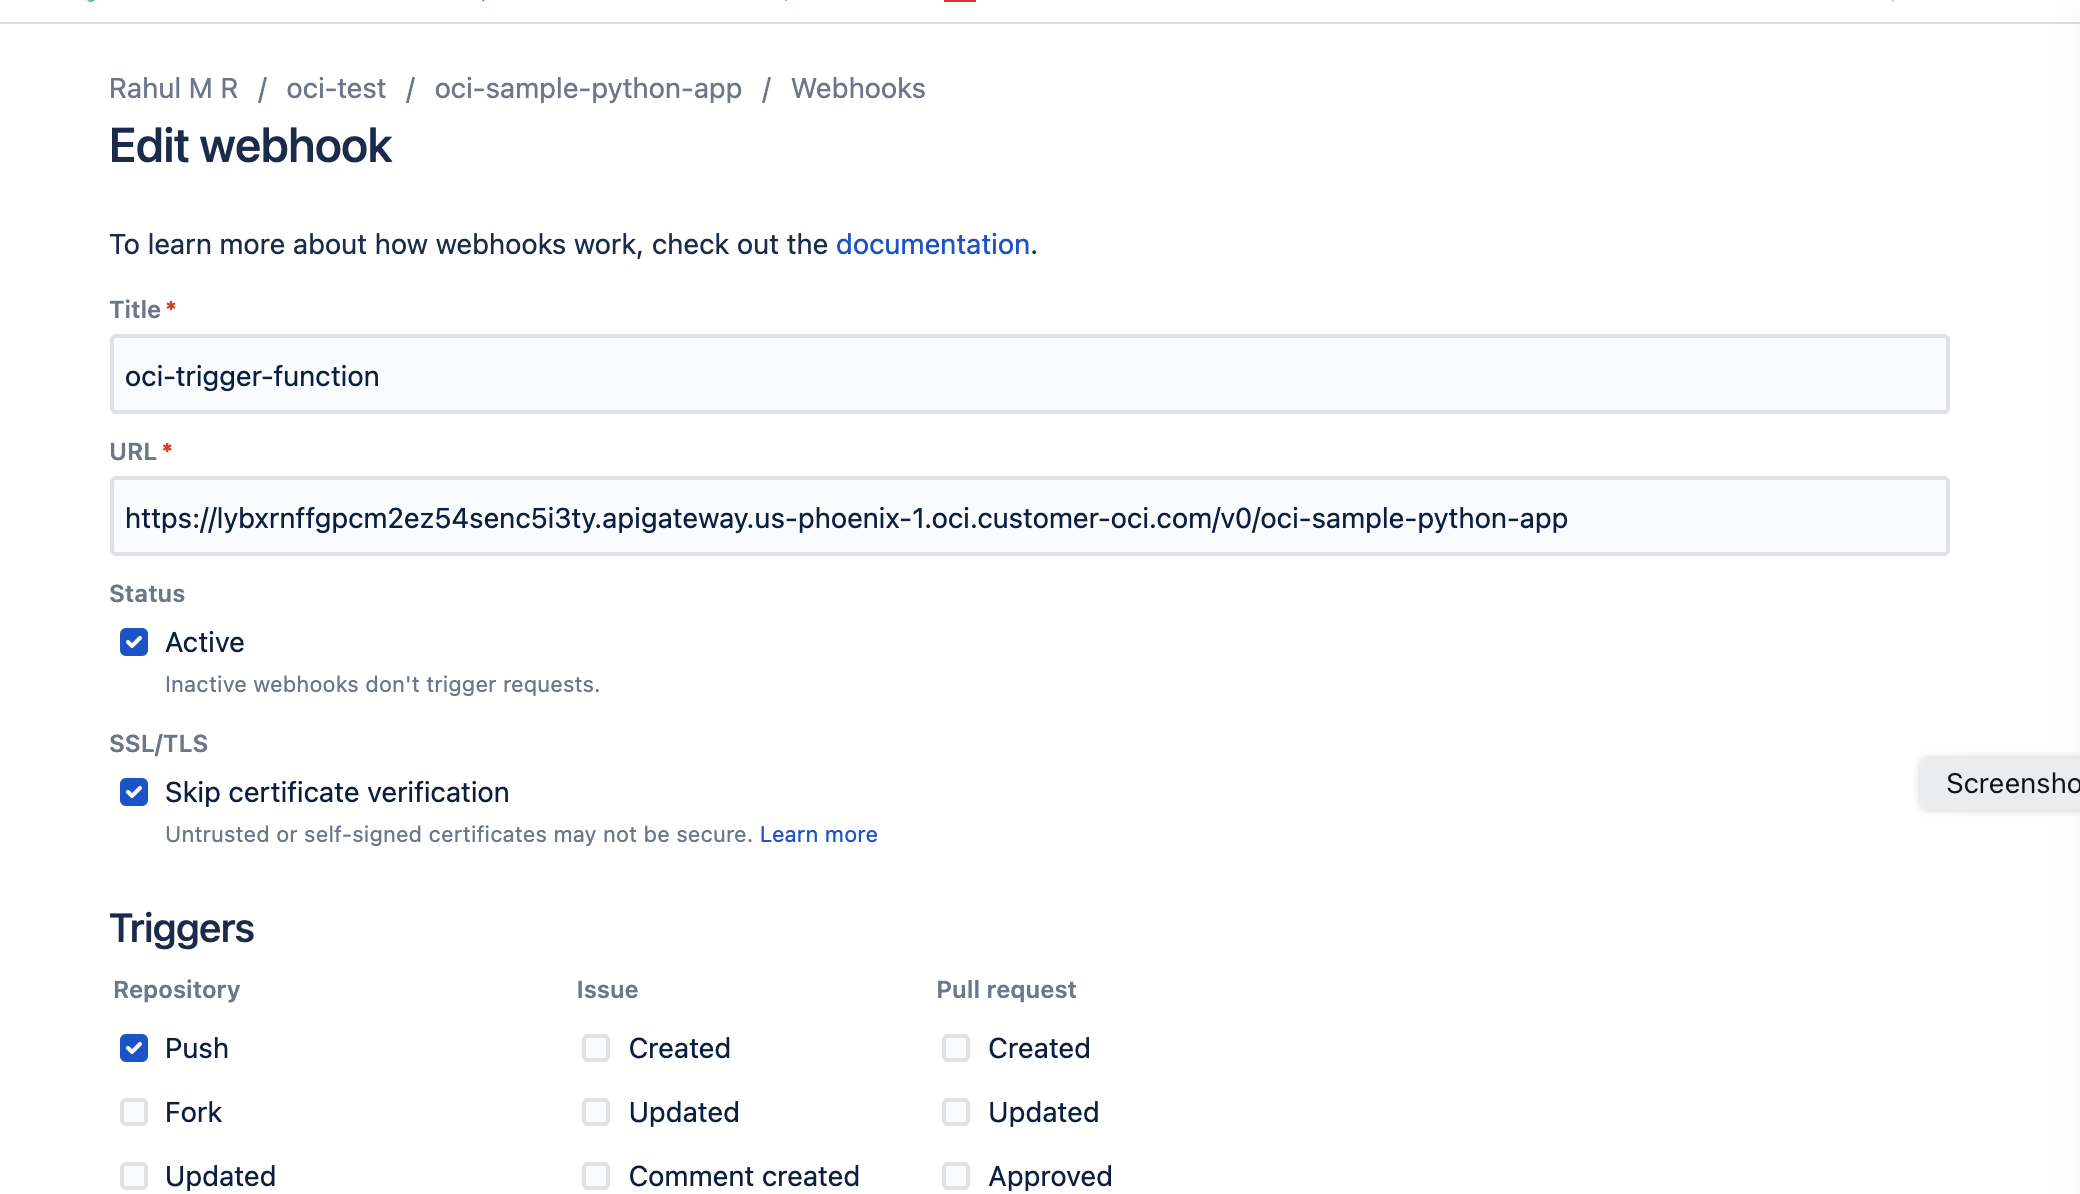 Rahul M R / oci-test / oci-sample-python-app / Webhooks
Edit webhook
To learn more about how webhooks work, check out the documentation.
Title *
oci-trigger-function
URL *
https://lybxrnffgpcm2ez54senc5i3ty.apigateway.us-phoenix-1.oci.customer-oci.com/v0/oci-sample-python-app
Status
Active
Inactive webhooks don't trigger requests.
SSL/TLS
Skip certificate verification
Screensho
Untrusted or self-signed certificates may not be secure. Learn more
Triggers
Repository Issue Pull request
Push Created Created
Fork Updated Updated
Updated Comment created Approved